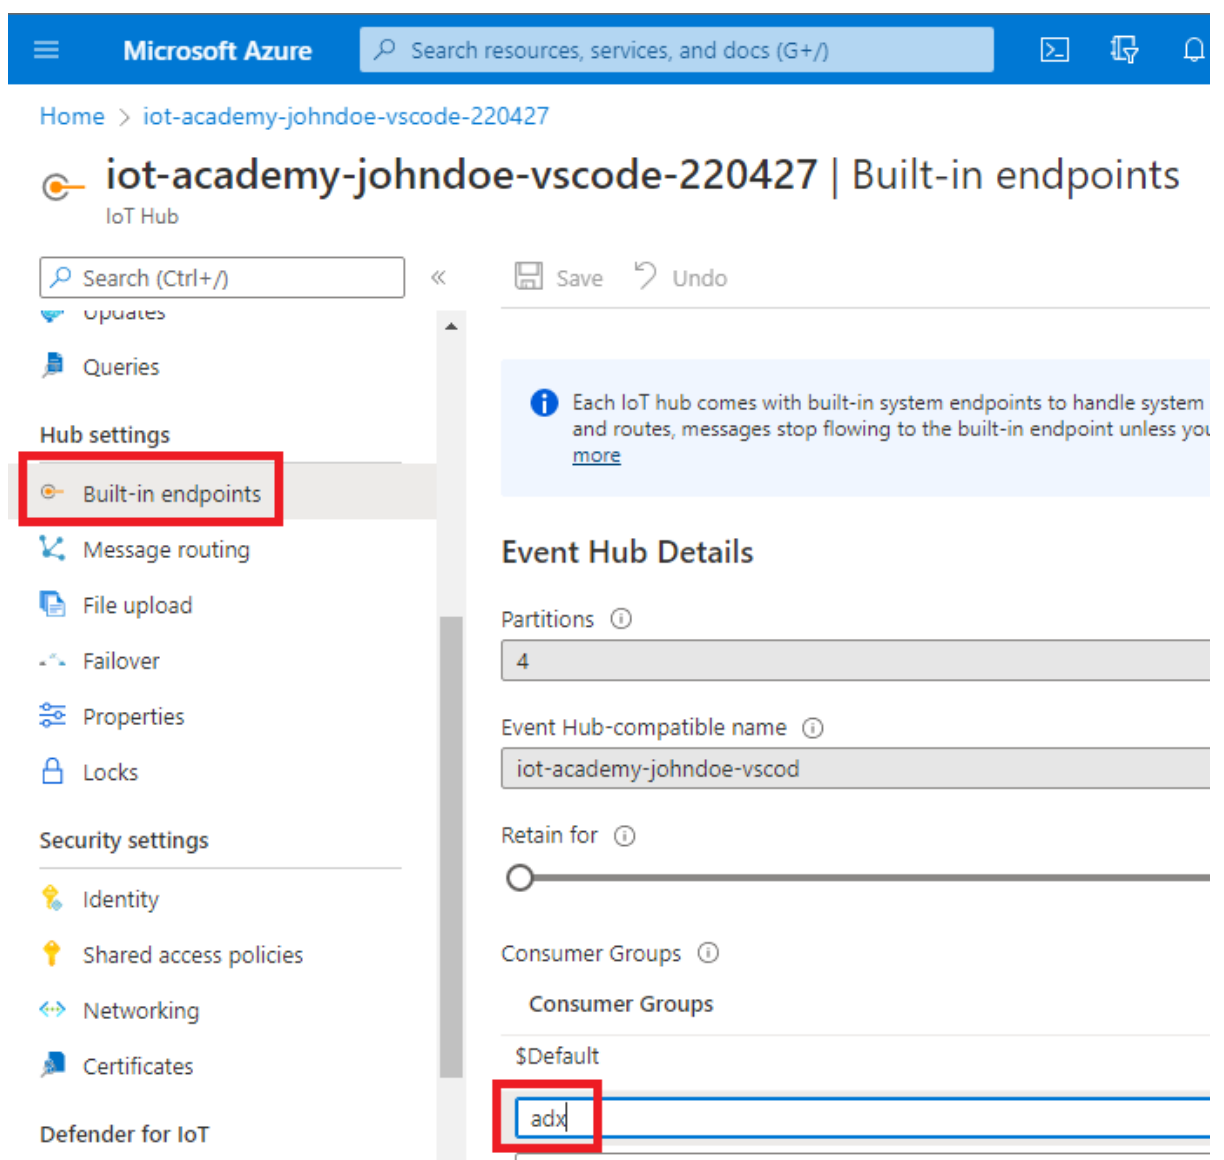 Microsoft Azure
Search resources, services, and docs (G+/)
Home > iot-academy-johndoe-vscode-220427
iot-academy-johndoe-vscode-220427 | Built-in endpoints
IoT Hub
Search (Ctrl+/)
«
Save
Undo
Updates
Queries
Hub settings
Built-in endpoints
Message routing
File upload
Failover
Properties
Locks
Security settings
Identity
Shared access policies
Networking
Certificates
Defender for IoT
Each IoT hub comes with built-in system endpoints to handle system
and routes, messages stop flowing to the built-in endpoint unless you
more
Event Hub Details
Partitions
4
Event Hub-compatible name
iot-academy-johndoe-vscod
Retain for
Consumer Groups
Consumer Groups
$Default
adx